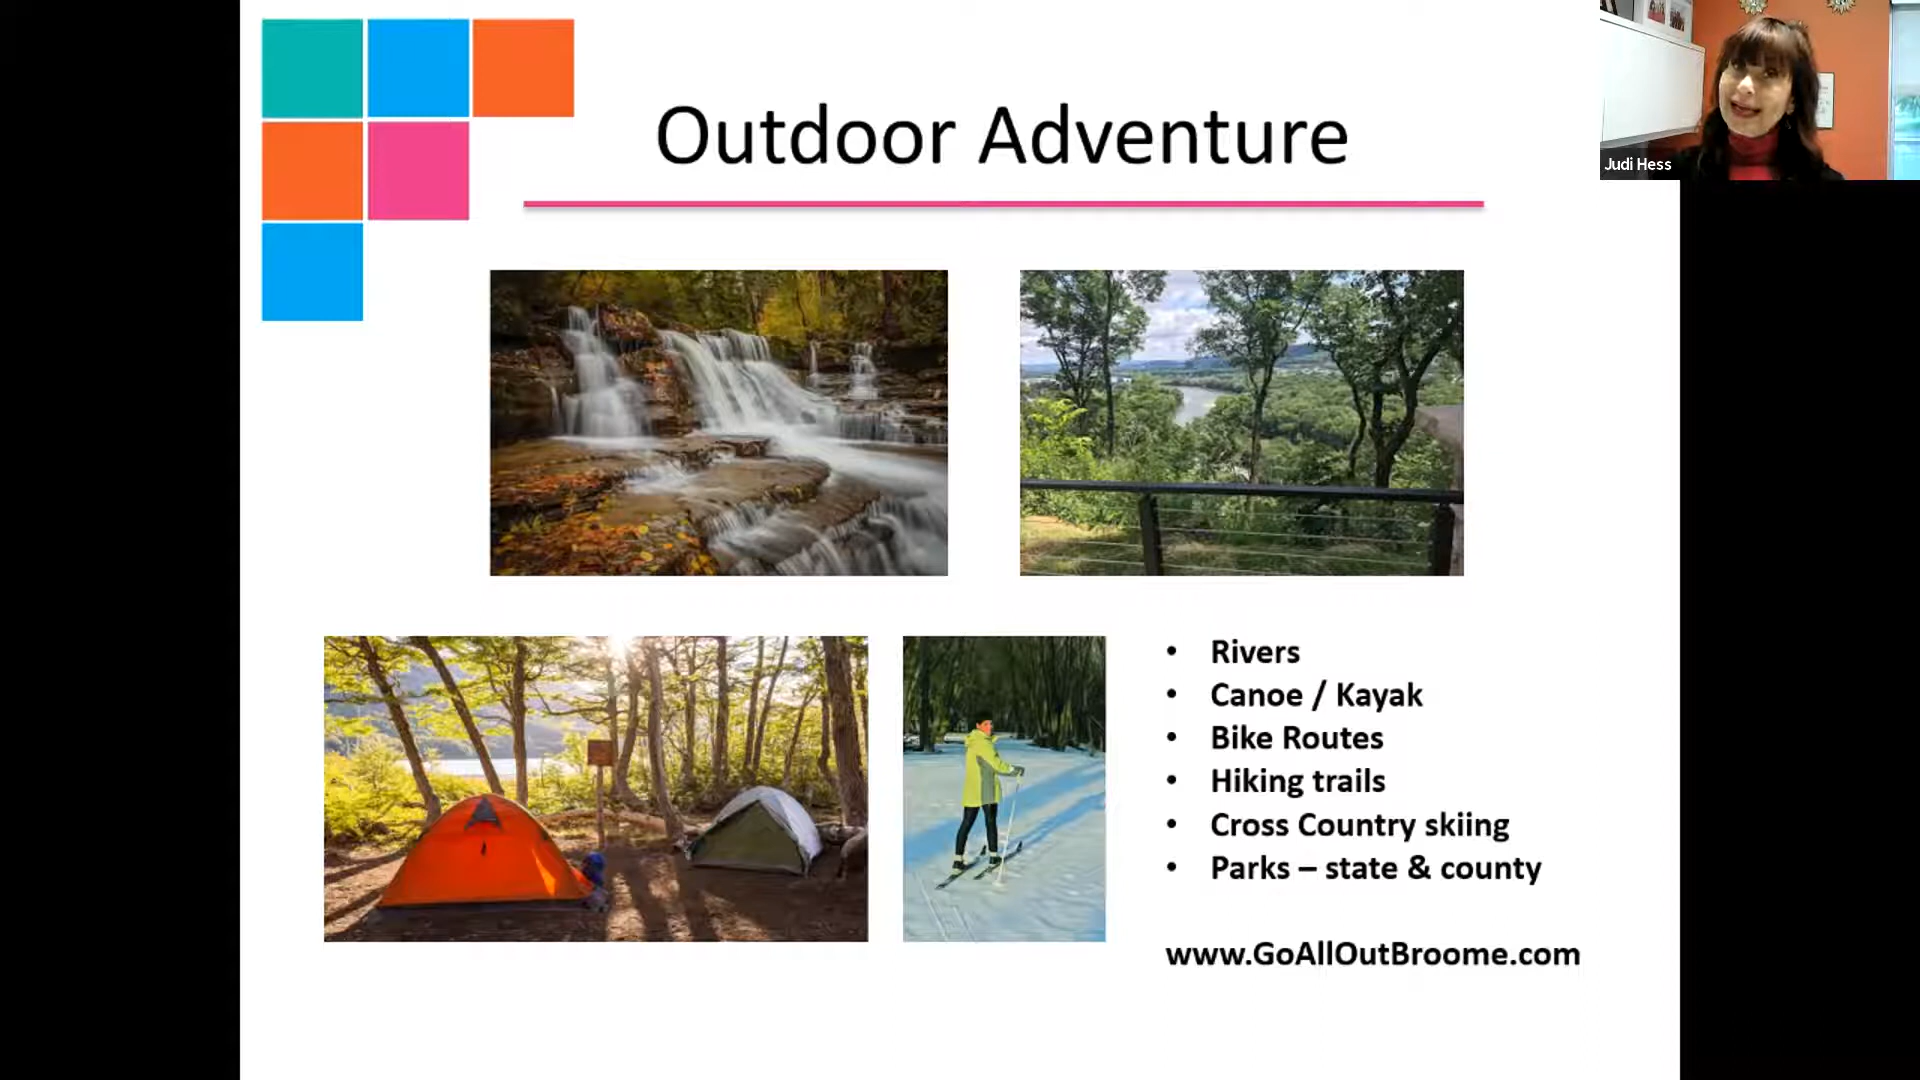 Outdoor Adventure
Judi Hess
• Rivers
• Canoe / Kayak
• Bike Routes
• Hiking trails
• Cross Country skiing
• Parks – state & county
www.GoAllOutBroome.com